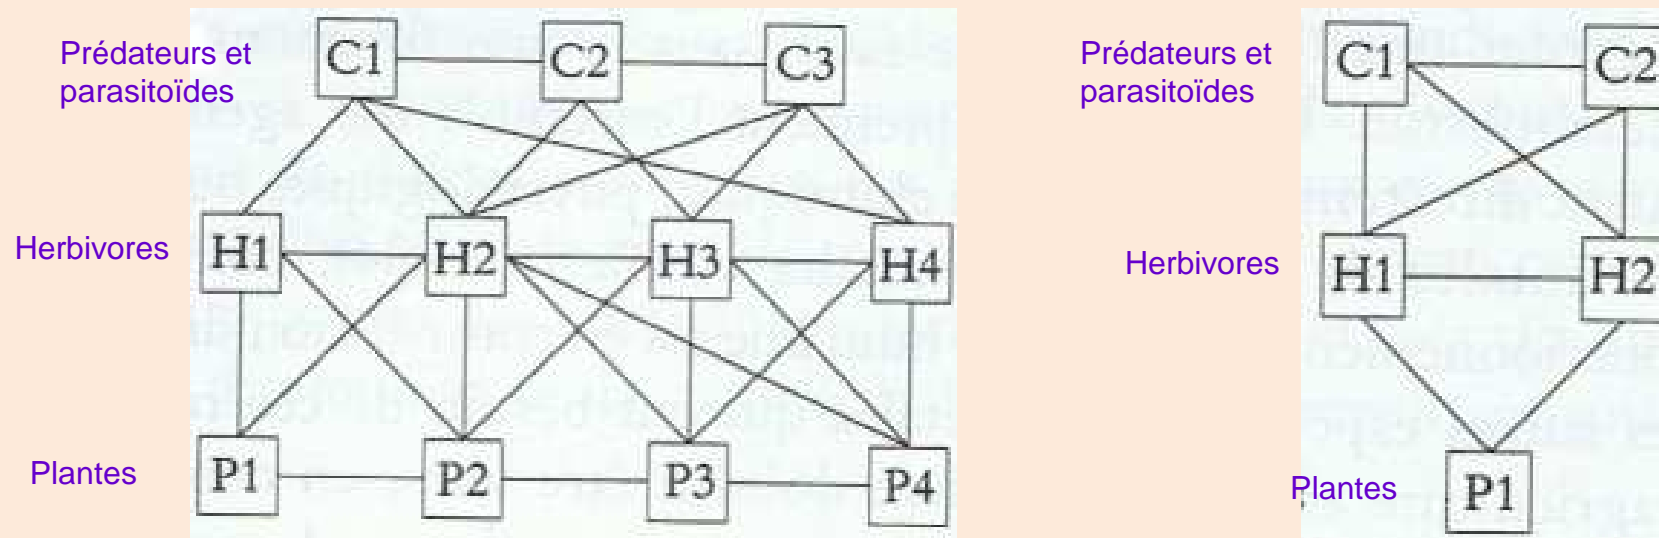 Prédateurs et
parasitoïdes
C1 C2 C3
Herbivores
H1 H2 H3 H4
Plantes
P1 P2 P3 P4
Prédateurs et
parasitoïdes
C1 C2
Herbivores
H1 H2
Plantes
P1